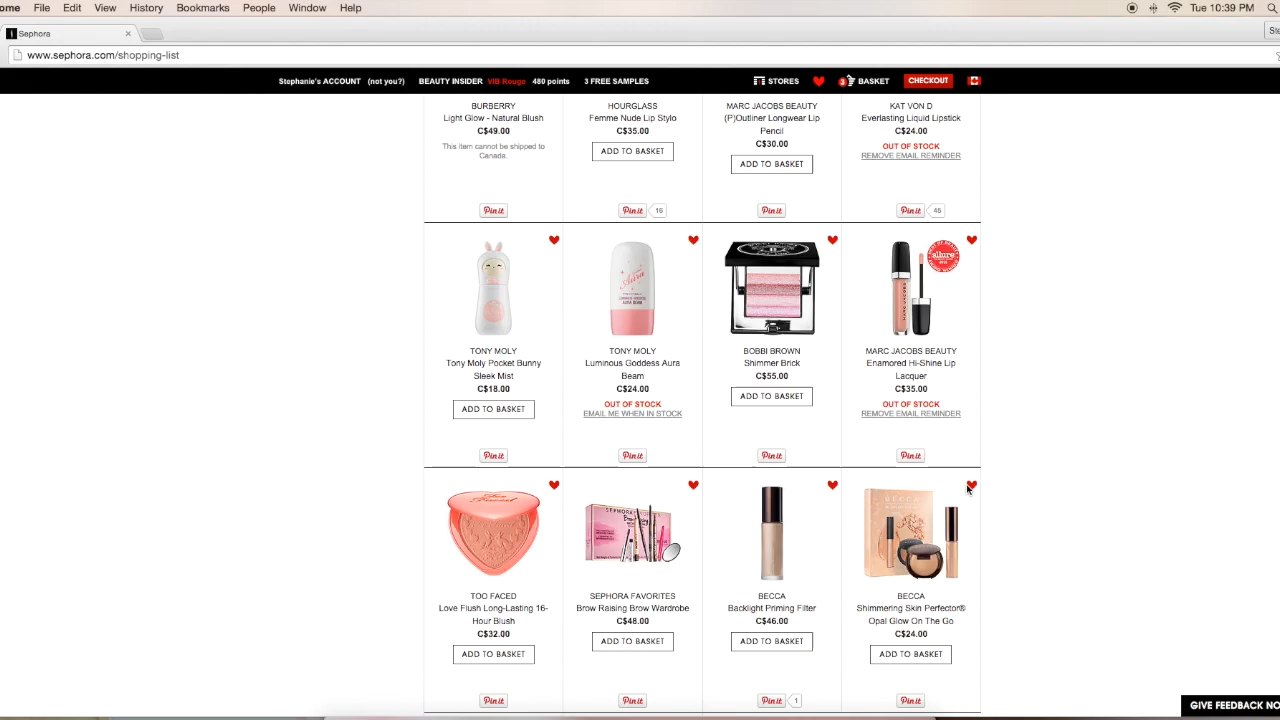 ome File Edit View History Bookmarks People Window Help
Tue 10:39 PM
Sephora
www.sephora.com/shopping-list
Stephanie's ACCOUNT (not you?) BEAUTY INSIDER VIB Rouge 480 points 3 FREE SAMPLES STORES 3 BASKET CHECKOUT
BURBERRY
Light Glow - Natural Blush
C$49.00
This item cannot be shipped to
Canada.
Pin it
HOURGLASS
Femme Nude Lip Stylo
C$35.00
ADD TO BASKET
Pin it 16
MARC JACOBS BEAUTY
(P)Outliner Longwear Lip
Pencil
C$30.00
ADD TO BASKET
Pin it
KAT VON D
Everlasting Liquid Lipstick
C$24.00
OUT OF STOCK
REMOVE EMAIL REMINDER
Pin it 45
TONY MOLY
Tony Moly Pocket Bunny
Sleek Mist
C$18.00
ADD TO BASKET
Pin it
Aura
TONY MOLY
Luminous Goddess Aura
Beam
C$24.00
OUT OF STOCK
EMAIL ME WHEN IN STOCK
Pin it
BOBBI BROWN
Shimmer Brick
C$55.00
ADD TO BASKET
Pin it
allure
MARC JACOBS BEAUTY
Enamored Hi-Shine Lip
Lacquer
C$35.00
OUT OF STOCK
REMOVE EMAIL REMINDER
Pin it
TOO FACED
Love Flush Long-Lasting 16-
Hour Blush
C$32.00
ADD TO BASKET
Pin it
SEPHORA FAVORITES
Brow Raising Brow Wardrobe
C$48.00
ADD TO BASKET
Pin it
BECCA
Backlight Priming Filter
C$46.00
ADD TO BASKET
Pin it 1
BECCA
BECCA
Shimmering Skin Perfector®
Opal Glow On The Go
C$24.00
ADD TO BASKET
Pin it
GIVE FEEDBACK NO